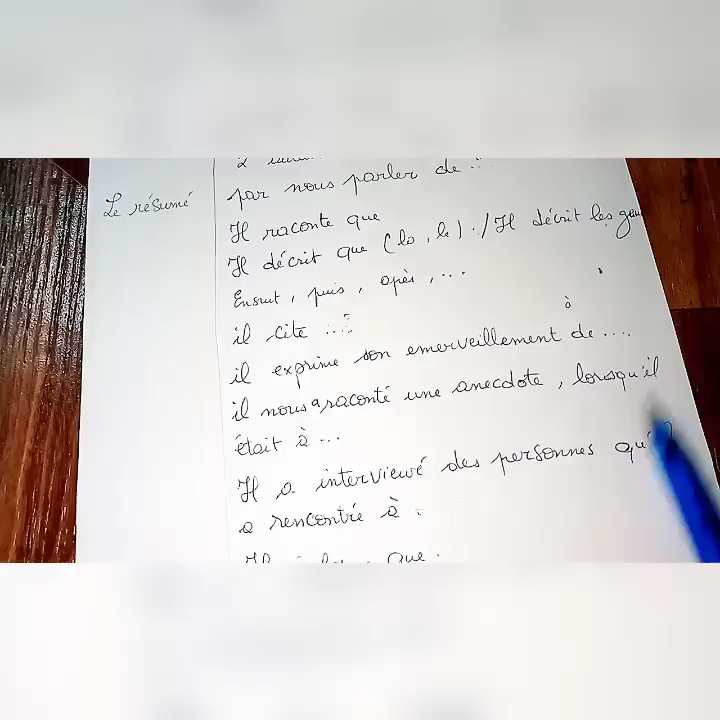 par nous parler de ...
Le résumé
Il raconte que
Il décrit que (la, le). / Il décrit les gens
Ensuit, puis, après, ...
il cite ...
à
il exprime son emerveillement de ....
il nous a raconté une anecdote, lorsqu'il
était à ...
Il a interviewé des personnes qu'il
a rencontré à .
que .